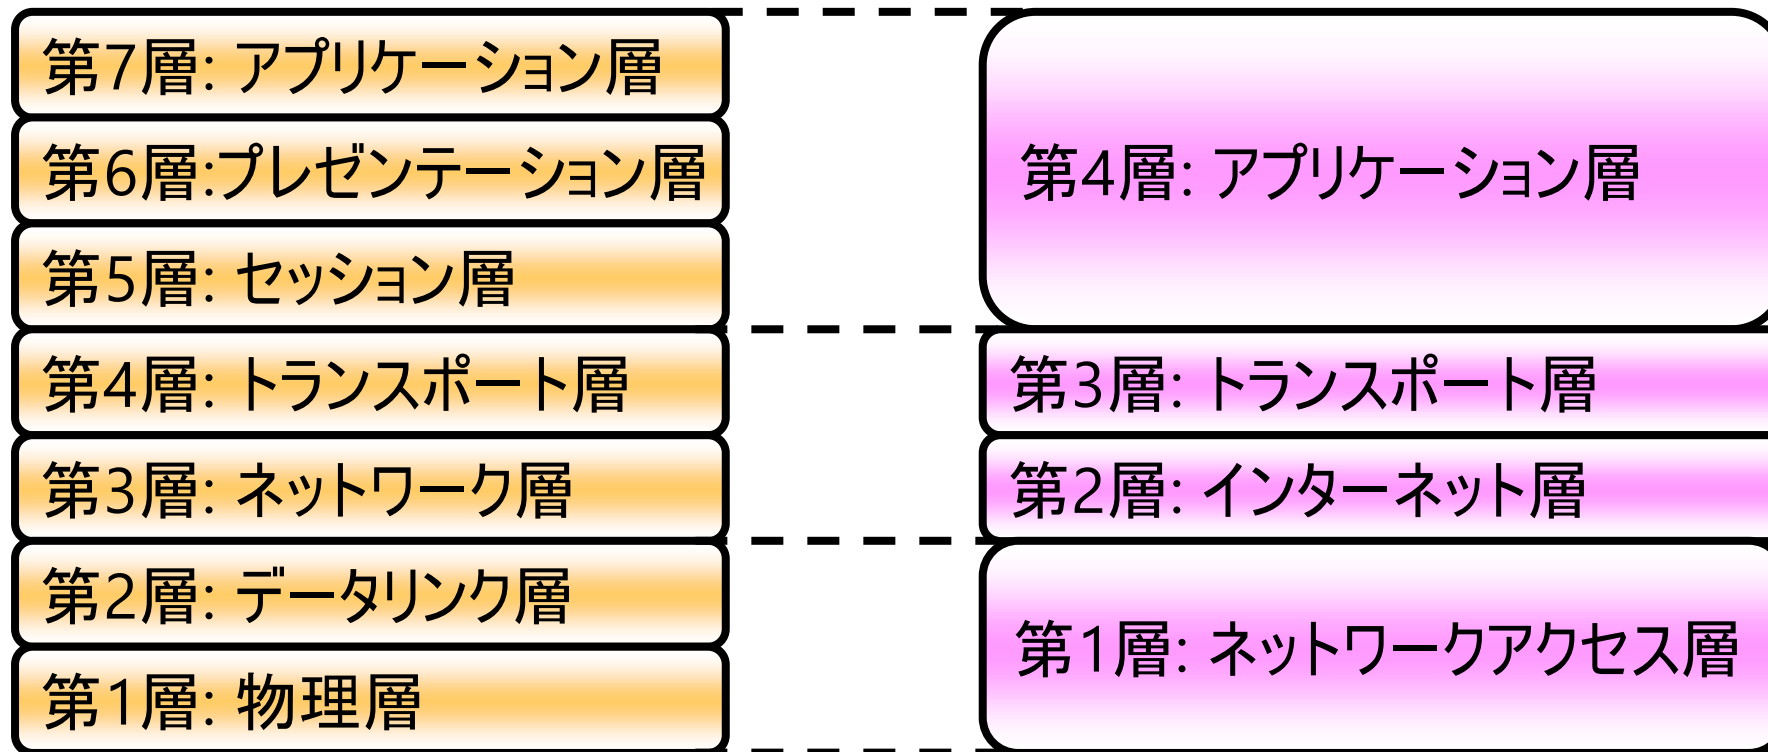 第7層: アプリケーション層
第6層:プレゼンテーション層
第5層: セッション層
第4層: トランスポート層
第3層: ネットワーク層
第2層: データリンク層
第1層: 物理層
第4層: アプリケーション層
第3層: トランスポート層
第2層: インターネット層
第1層: ネットワークアクセス層